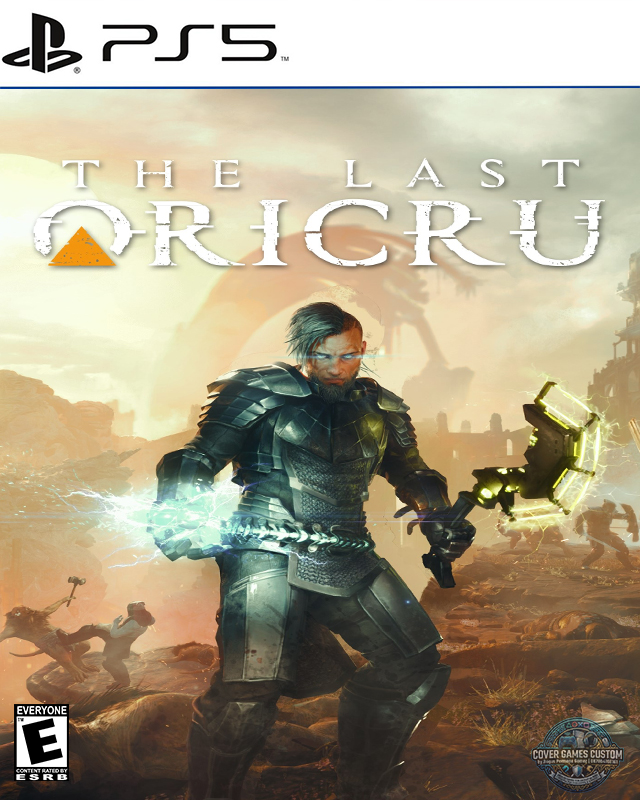 PS5
THE LAST
ORICRU
EVERYONE
E
CONTENT RATED BY
ESRB
COVER GAMES CUSTOM